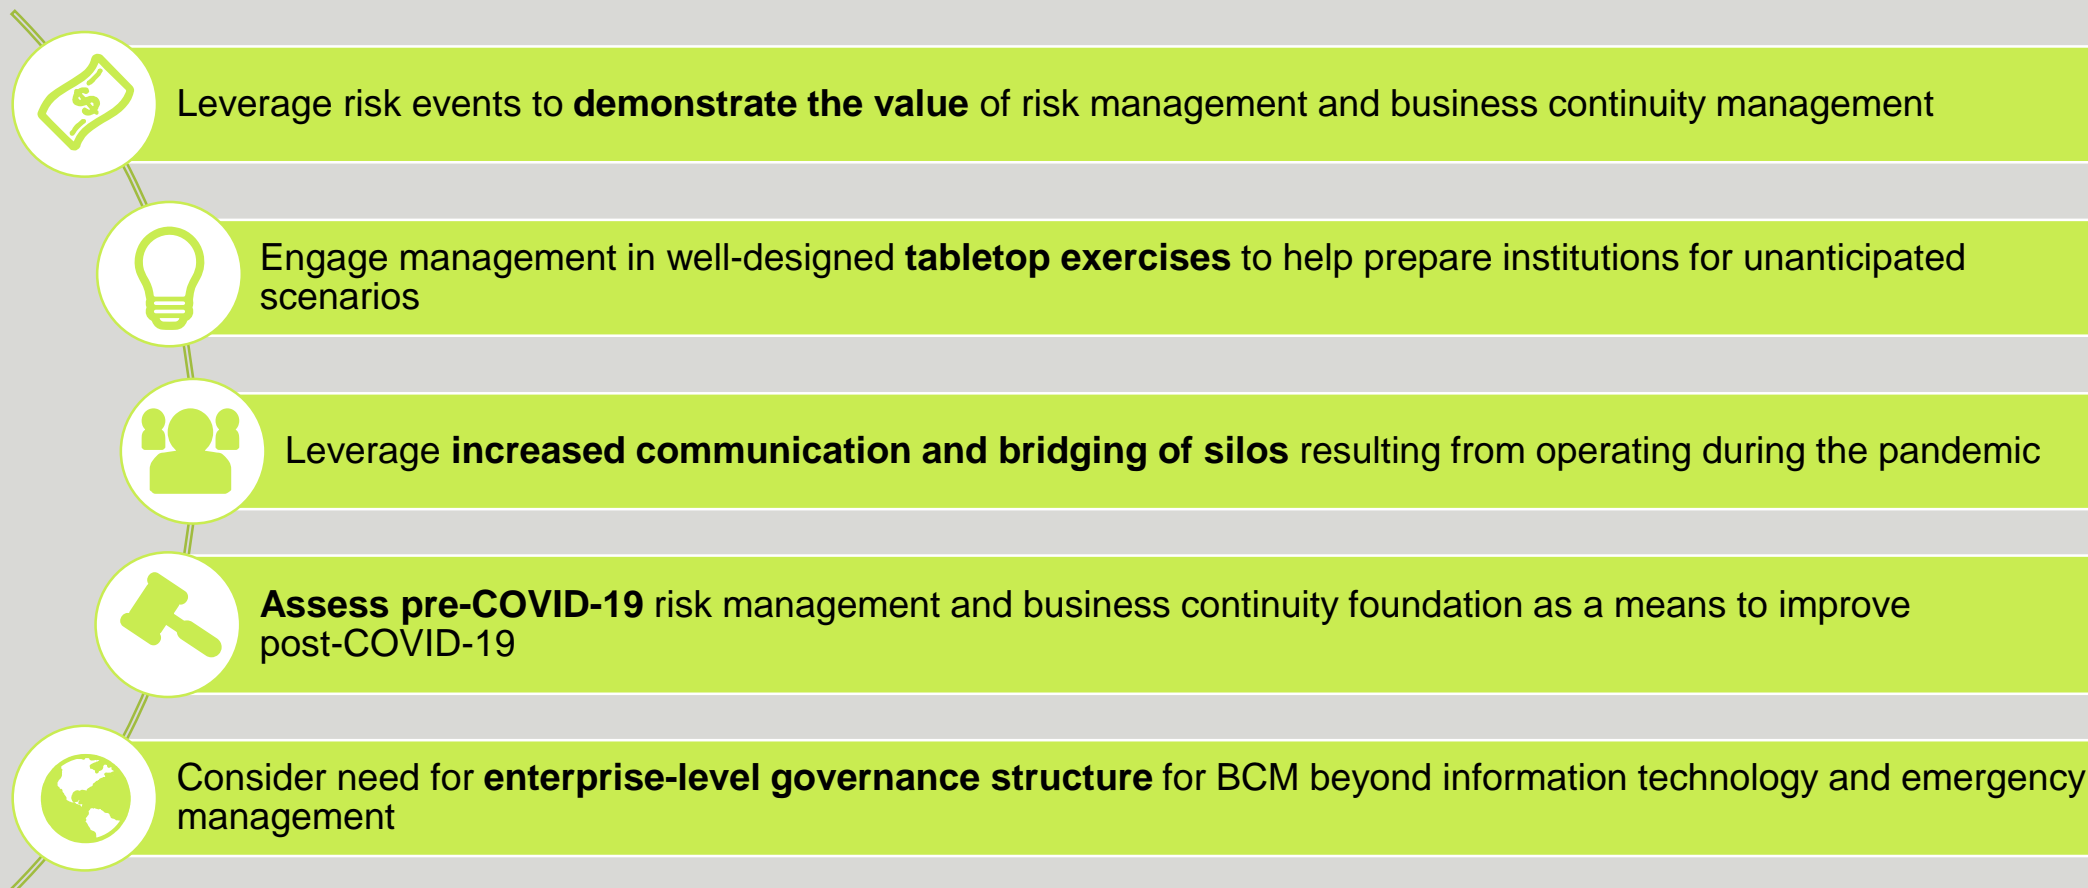 Leverage risk events to demonstrate the value of risk management and business continuity management
Engage management in well-designed tabletop exercises to help prepare institutions for unanticipated
scenarios
Leverage increased communication and bridging of silos resulting from operating during the pandemic
Assess pre-COVID-19 risk management and business continuity foundation as a means to improve
post-COVID-19
Consider need for enterprise-level governance structure for BCM beyond information technology and emergency
management